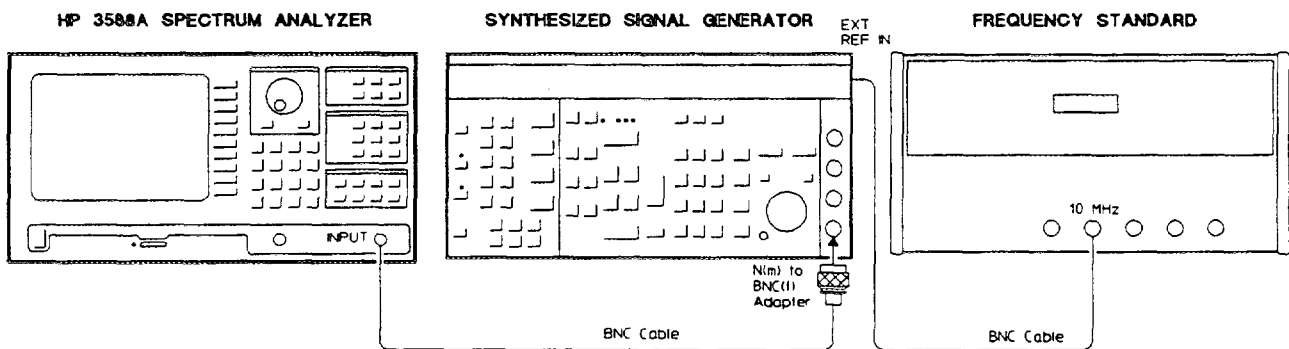 HP 3588A SPECTRUM ANALYZER
SYNTHESIZED SIGNAL GENERATOR
EXT
REF IN
FREQUENCY STANDARD
INPUT
10 MHz
N(m) to
BNC(f)
Adapter
BNC Cable
BNC Cable